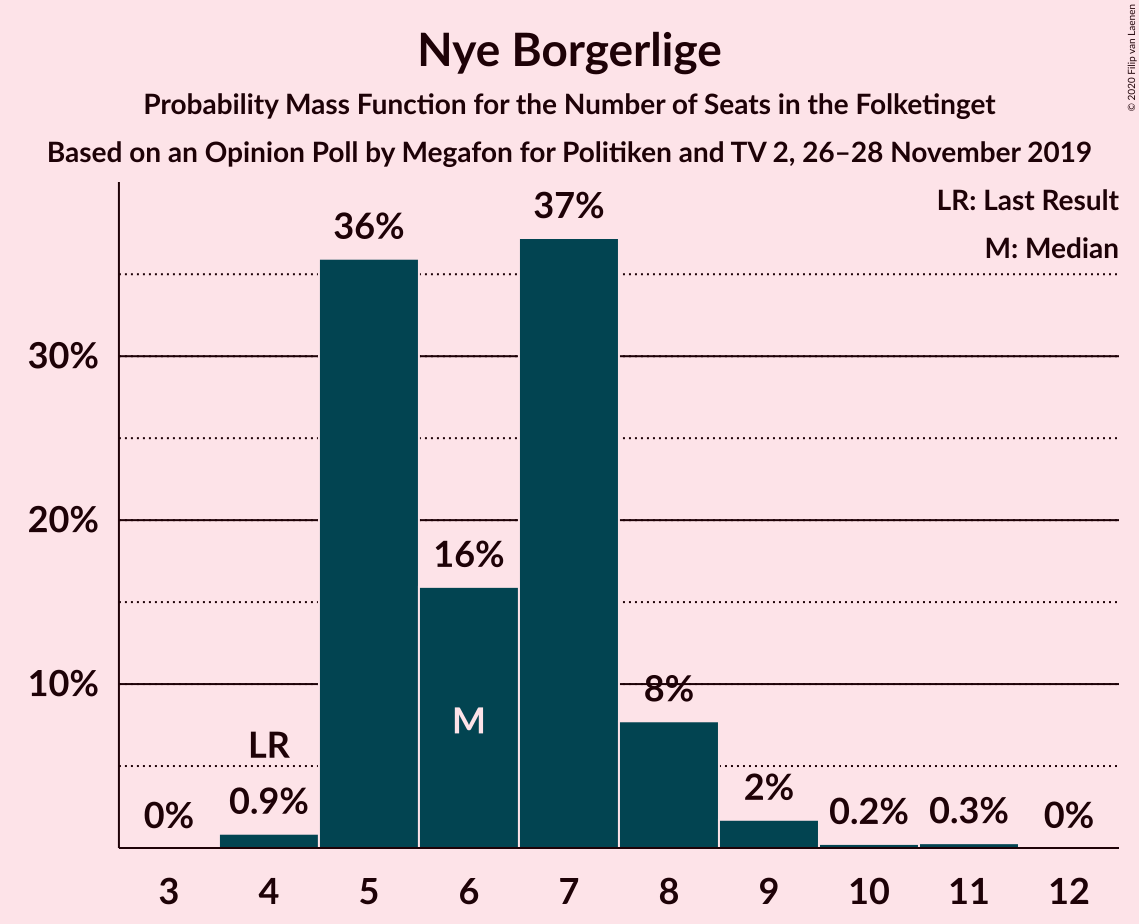 Nye Borgerlige
Probability Mass Function for the Number of Seats in the Folketinget
Based on an Opinion Poll by Megafon for Politiken and TV 2, 26–28 November 2019
© 2020 Filip van Laenen
LR: Last Result
M: Median
30%
20%
10%
0%
LR
0.9%
36%
16%
M
37%
8%
2%
0.2%
0.3%
0%
3 4 5 6 7 8 9 10 11 12